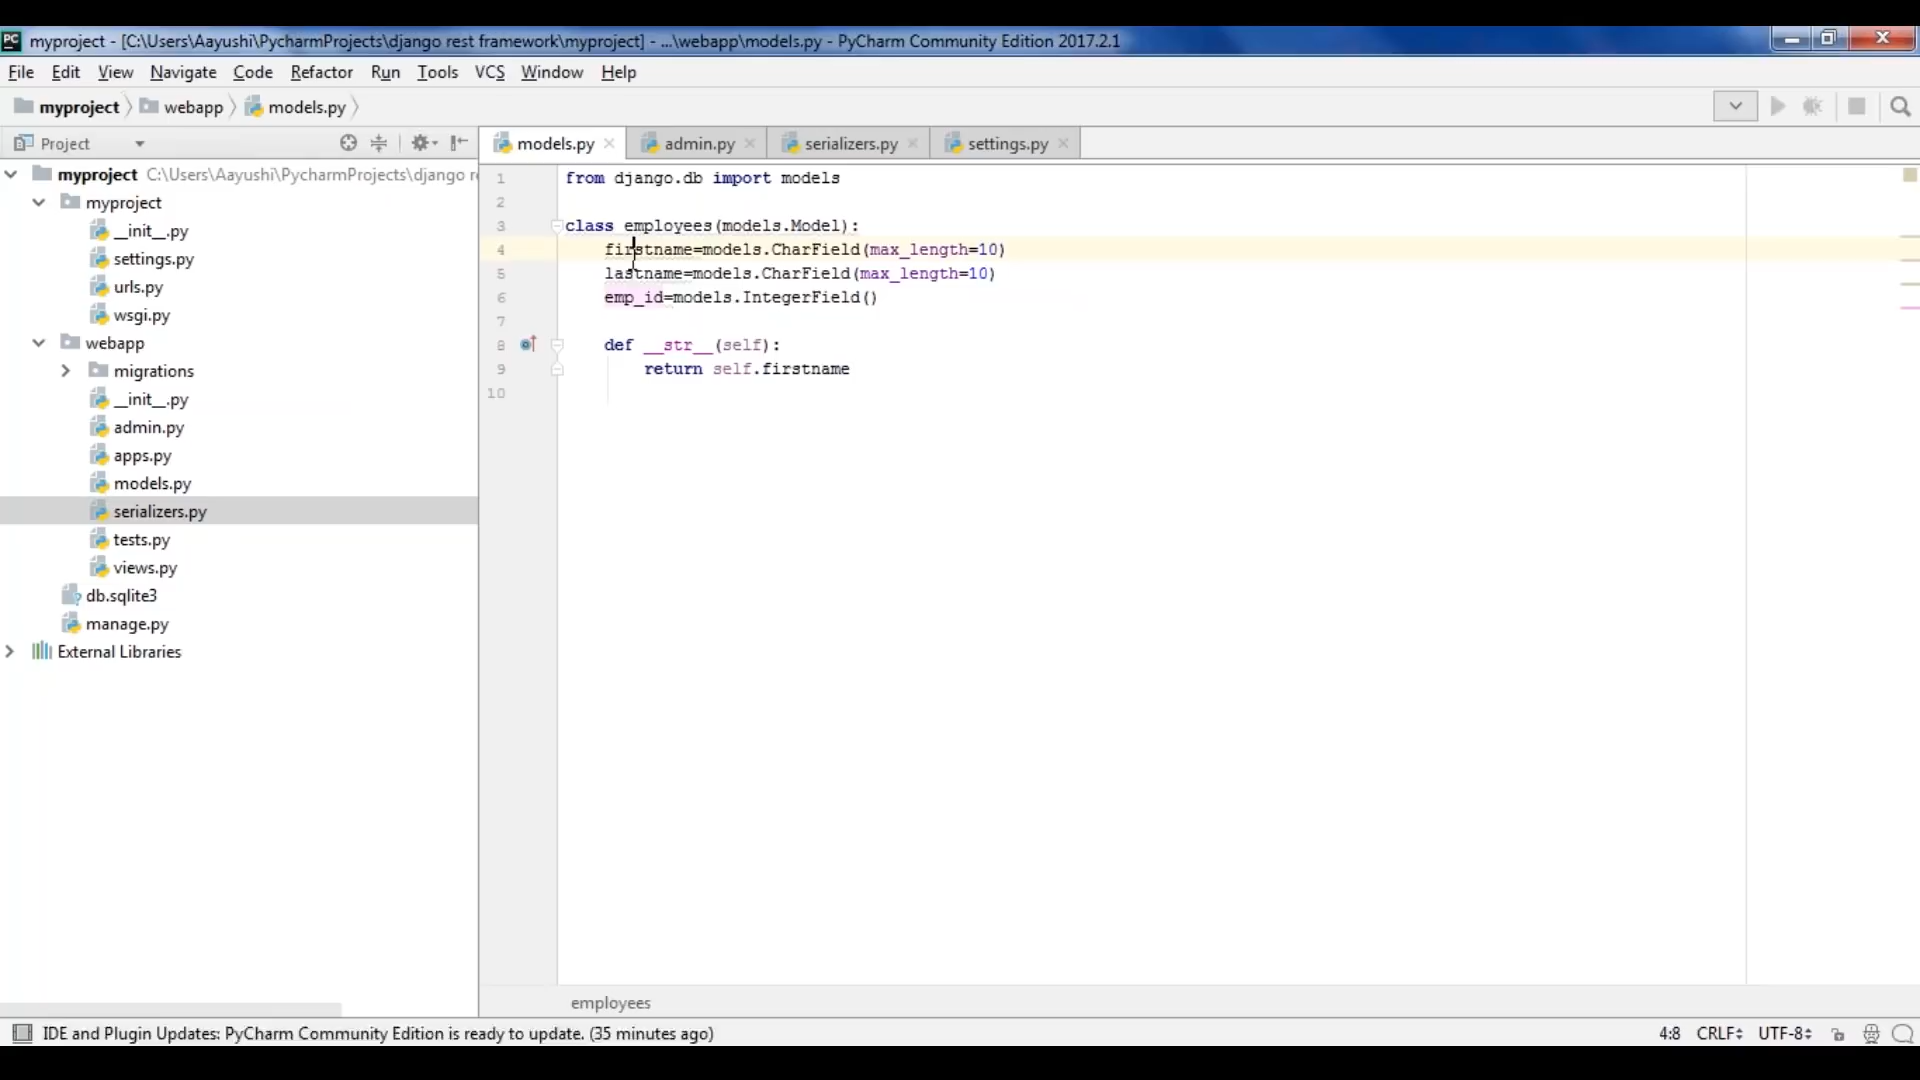 myproject - [C:\Users\Aayushi\PycharmProjects\django rest framework\myproject] - ...\webapp\models.py - PyCharm Community Edition 2017.2.1
File Edit View Navigate Code Refactor Run Tools VCS Window Help
myproject webapp models.py
Project
models.py admin.py serializers.py settings.py
myproject C:\Users\Aayushi\PycharmProjects\django r
myproject
__init__.py
settings.py
urls.py
wsgi.py
webapp
migrations
__init__.py
admin.py
apps.py
models.py
serializers.py
tests.py
views.py
db.sqlite3
manage.py
External Libraries
1 from django.db import models
2
3 class employees(models.Model):
4 firstname=models.CharField(max_length=10)
5 lastname=models.CharField(max_length=10)
6 emp_id=models.IntegerField()
7
8 def __str__(self):
9 return self.firstname
10
employees
IDE and Plugin Updates: PyCharm Community Edition is ready to update. (35 minutes ago) 4:8 CRLF UTF-8